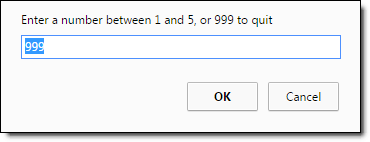 Enter a number between 1 and 5, or 999 to quit
999
OK Cancel